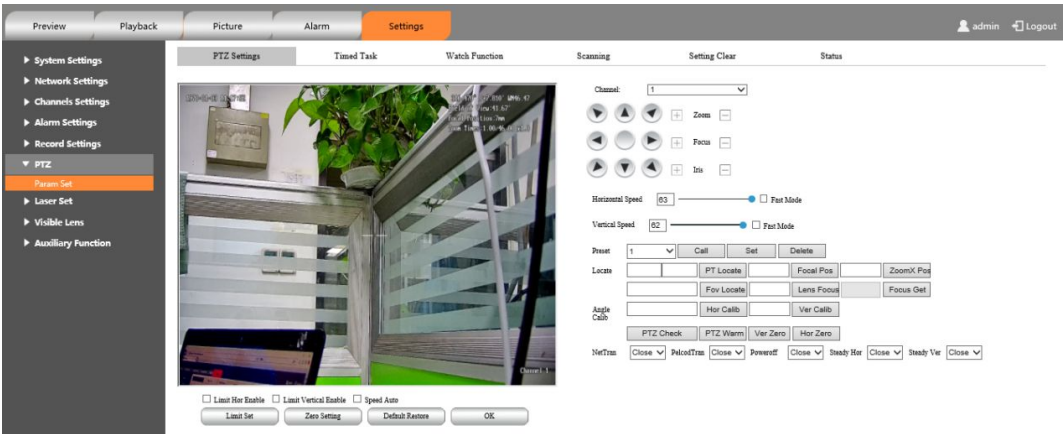 Preview Playback Picture Alarm Settings admin Logout
System Settings
Network Settings
Channels Settings
Alarm Settings
Record Settings
PTZ
Param Set
Laser Set
Visible Lens
Auxiliary Function
PTZ Settings Timed Task Watch Function Scanning Setting Clear Status
Channel: 1
Zoom
Focus
Iris
Horizontal Speed 63 Fast Mode
Vertical Speed 62 Fast Mode
Preset 1 Call Set Delete
Locate PT Locate Focal Pos ZoomX Pos
Fov Locate Lens Focus Focus Get
Angle Calib Hor Calib Ver Calib
PTZ Check PTZ Warm Ver Zero Hor Zero
NetTran Close PelcodTran Close Poweroff Close Steady Hor Close Steady Ver Close
Limit Hor Enable Limit Vertical Enable Speed Auto
Limit Set Zero Setting Default Restore OK